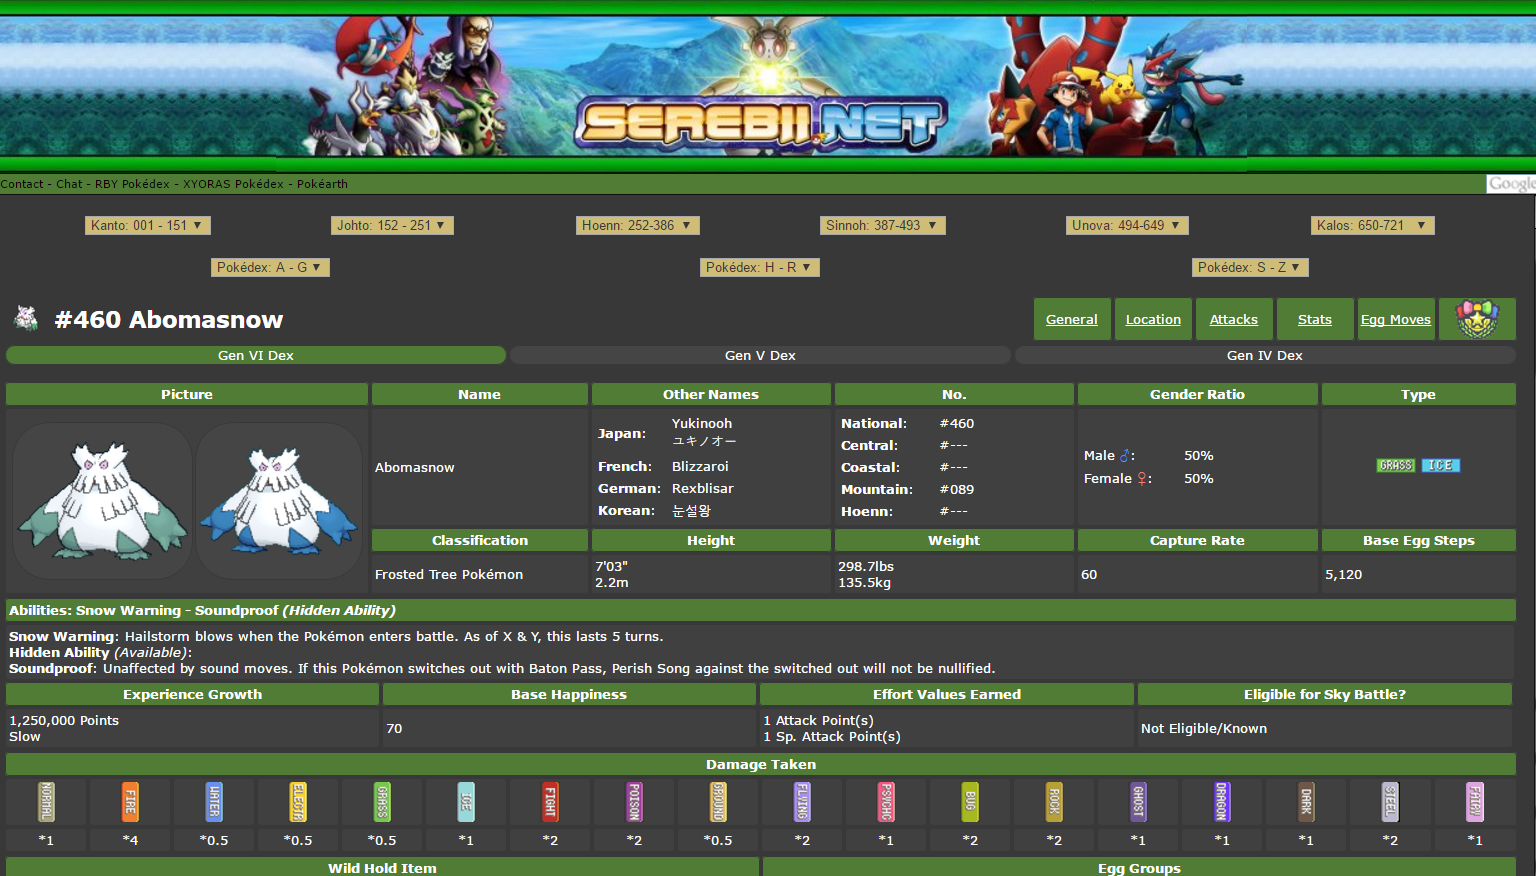 SEREBII.NET
Contact - Chat - RBY Pokédex - XYORAS Pokédex - Pokéarth
Google
Kanto: 001 - 151 ▼ Johto: 152 - 251 ▼ Hoenn: 252-386 ▼ Sinnoh: 387-493 ▼ Unova: 494-649 ▼ Kalos: 650-721 ▼
Pokédex: A - G ▼ Pokédex: H - R ▼ Pokédex: S - Z ▼
#460 Abomasnow General Location Attacks Stats Egg Moves
Gen VI Dex Gen V Dex Gen IV Dex
Picture Name Other Names No. Gender Ratio Type
Abomasnow
Japan: Yukinooh
ユキノオー
French: Blizzaroi
German: Rexblisar
Korean: 눈설왕
National: #460
Central: #---
Coastal: #---
Mountain: #089
Hoenn: #---
Male ♂: 50%
Female ♀: 50%
GRASS ICE
Classification Height Weight Capture Rate Base Egg Steps
Frosted Tree Pokémon
7'03"
2.2m
298.7lbs
135.5kg
60
5,120
Abilities: Snow Warning - Soundproof (Hidden Ability)
Snow Warning: Hailstorm blows when the Pokémon enters battle. As of X & Y, this lasts 5 turns.
Hidden Ability (Available):
Soundproof: Unaffected by sound moves. If this Pokémon switches out with Baton Pass, Perish Song against the switched out will not be nullified.
Experience Growth Base Happiness Effort Values Earned Eligible for Sky Battle?
1,250,000 Points
Slow
70
1 Attack Point(s)
1 Sp. Attack Point(s)
Not Eligible/Known
Damage Taken
NORMAL FIRE WATER ELECTR GRASS ICE FIGHT POISON GROUND FLYING PSYCHC BUG ROCK GHOST DRAGON DARK STEEL FAIRY
*1 *4 *0.5 *0.5 *0.5 *1 *2 *2 *0.5 *2 *1 *2 *2 *1 *1 *1 *2 *1
Wild Hold Item Egg Groups